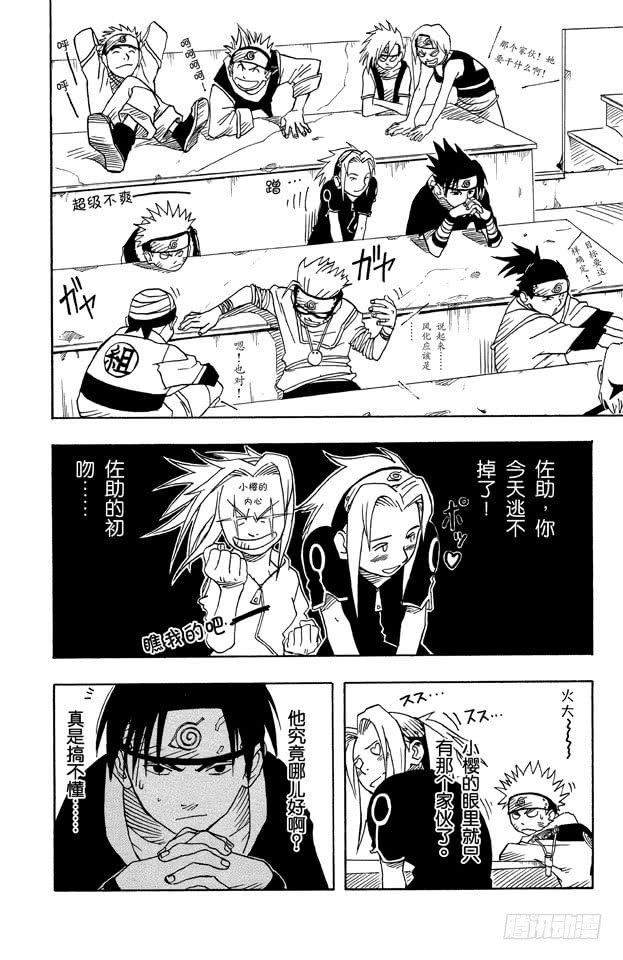 那个家伙！她
要干什么啊！
呵呵呵呵！
呼——！
呼——！
蹭…
超级不爽
目标要这
样确定！
ガヤ
ガヤ
说起来…
风化应该是…
嗯！也对！
組
佐助，你
今天逃不
掉了！
ポッ♥
小樱的
内心
佐助的初
吻……
瞧我的吧
火大～
スス…
スス…
小樱的眼里就只
有那个家伙了。
他究竟哪儿好啊？
真是搞不懂……
腾讯动漫